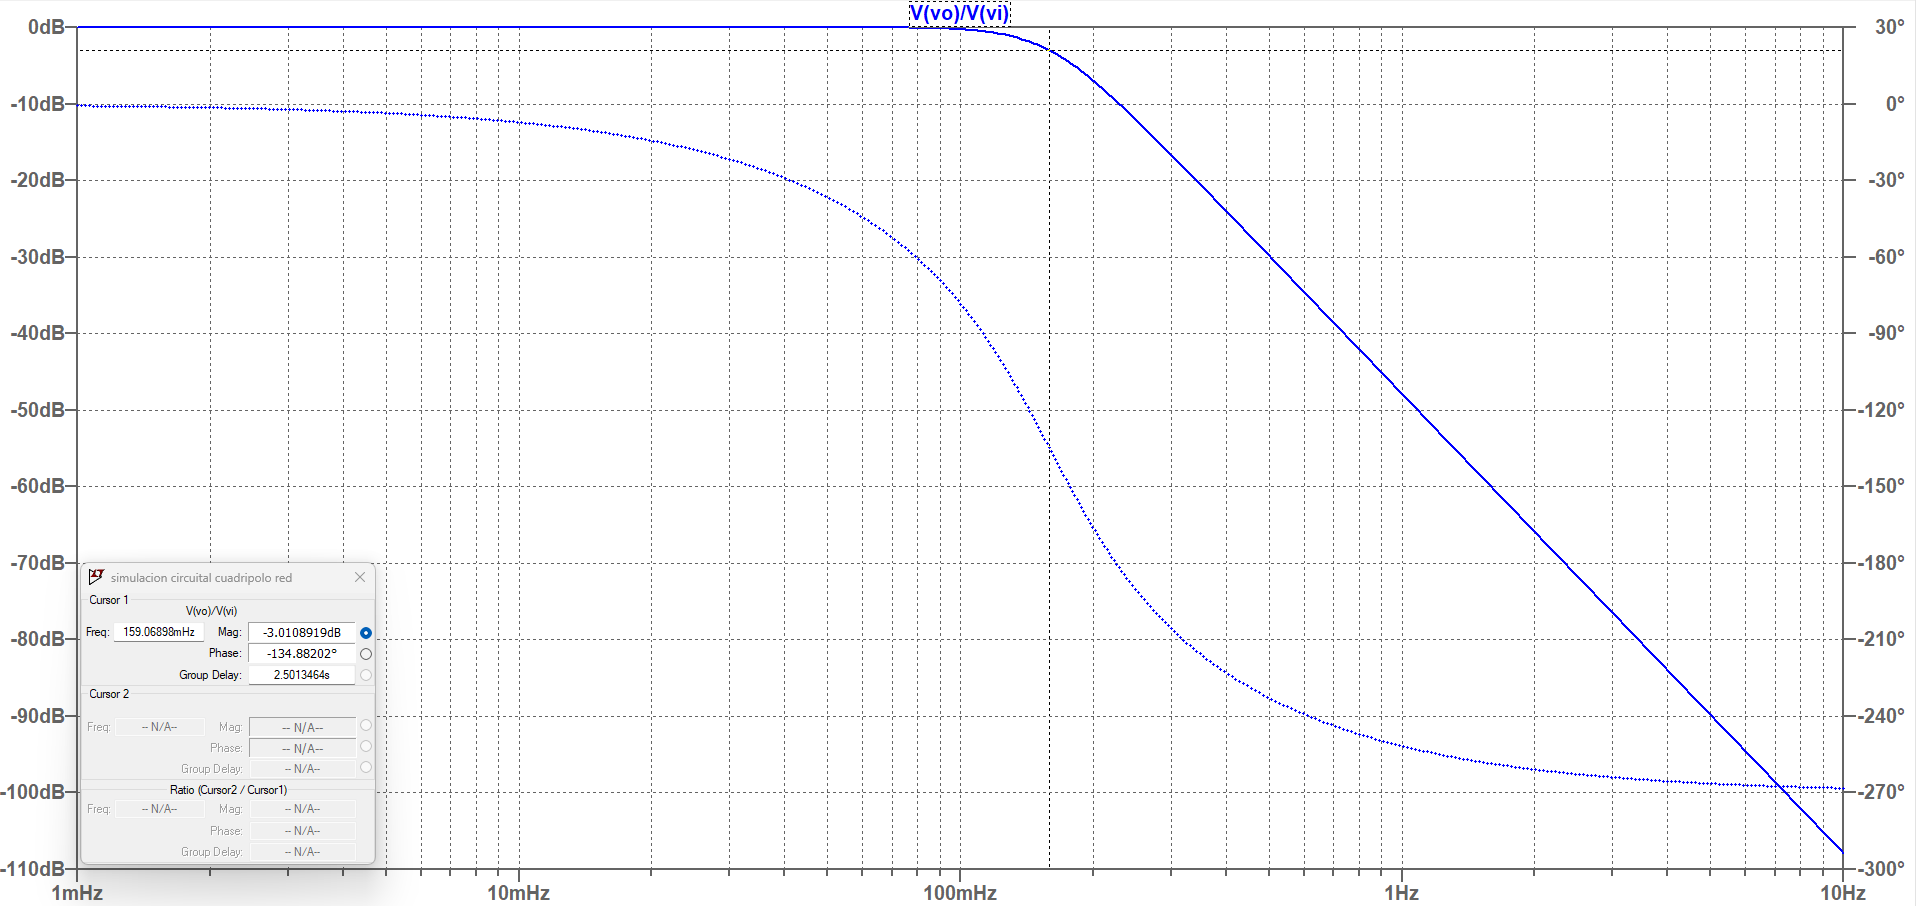 V(vo)/V(vi)
0dB 30°
-10dB 0°
-20dB -30°
-30dB -60°
-40dB -90°
-50dB -120°
-60dB -150°
-70dB -180°
-80dB -210°
-90dB -240°
-100dB -270°
-110dB -300°
1mHz 10mHz 100mHz 1Hz 10Hz
simulacion circuital cuadripolo red
Cursor 1
V(vo)/V(vi)
Freq: 159.06898mHz Mag: -3.0108919dB
Phase: -134.88202°
Group Delay: 2.5013464s
Cursor 2
Freq: -- N/A-- Mag: -- N/A--
Phase: -- N/A--
Group Delay: -- N/A--
Ratio (Cursor2 / Cursor1)
Freq: -- N/A-- Mag: -- N/A--
Phase: -- N/A--
Group Delay: -- N/A--